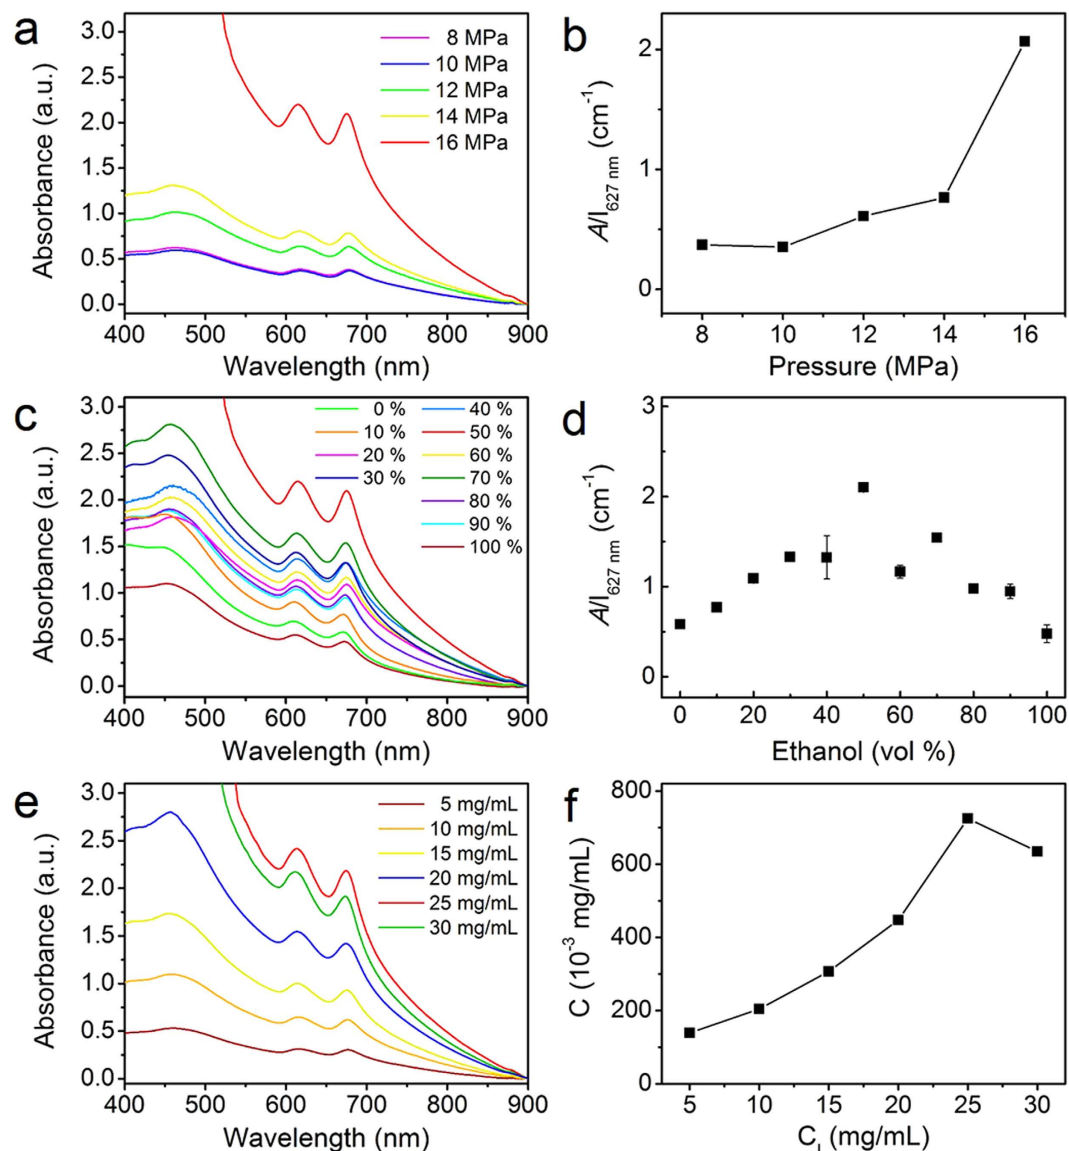 a
3.0
2.5
2.0
1.5
1.0
0.5
0.0
Absorbance (a.u.)
8 MPa
10 MPa
12 MPa
14 MPa
16 MPa
400 500 600 700 800 900
Wavelength (nm)
b
2
1
0
A/I627 nm (cm-1)
8 10 12 14 16
Pressure (MPa)
c
3.0
2.5
2.0
1.5
1.0
0.5
0.0
Absorbance (a.u.)
0 % 40 %
10 % 50 %
20 % 60 %
30 % 70 %
80 %
90 %
100 %
400 500 600 700 800 900
Wavelength (nm)
d
3
2
1
0
A/I627 nm (cm-1)
0 20 40 60 80 100
Ethanol (vol %)
e
3.0
2.5
2.0
1.5
1.0
0.5
0.0
Absorbance (a.u.)
5 mg/mL
10 mg/mL
15 mg/mL
20 mg/mL
25 mg/mL
30 mg/mL
400 500 600 700 800 900
Wavelength (nm)
f
800
600
400
200
0
C (10-3 mg/mL)
5 10 15 20 25 30
CI (mg/mL)